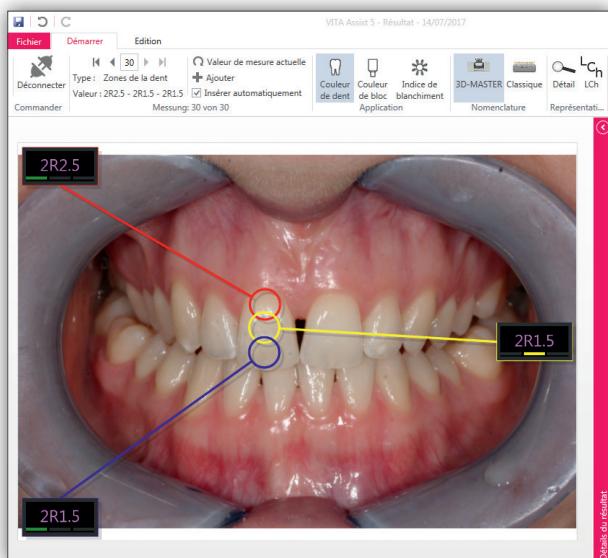 VITA Assist 5 - Résultat - 14/07/2017
Fichier Démarrer Edition
Déconnecter
30
Type : Zones de la dent
Valeur : 2R2.5 - 2R1.5 - 2R1.5
Valeur de mesure actuelle
Ajouter
Insérer automatiquement
Couleur de dent
Couleur de bloc
Indice de blanchiment
3D-MASTER
Classique
Détail
LCh
LCh
Commander
Messung: 30 von 30
Application
Nomenclature
Représentati...
2R2.5
2R1.5
2R1.5
tails du résultat